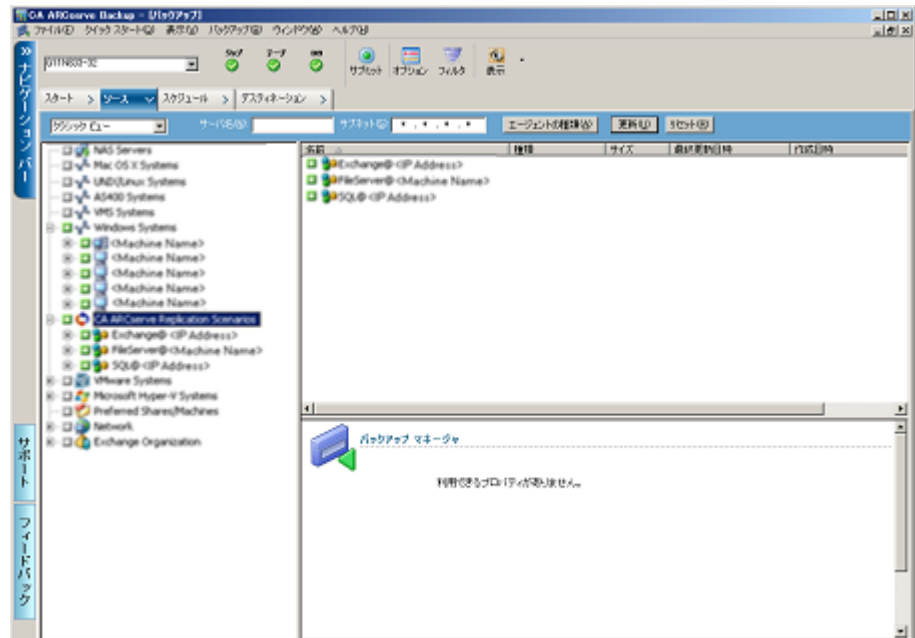 CA ARCserve Backup - [バックアップ]
ファイル(F) クイック スタート(Q) 表示(V) バックアップ(B) ウィンドウ(W) ヘルプ(H)
ジョブ テープ
サブセット オプション フィルタ 表示
スタート > ソース スケジュール > デスティネーション >
クラシック ビュー サーバ名(S) サブネット(S) エージェントの種類(A) 更新(U) リセット(R)
ナビゲーション バー
サポート
フィードバック
NAS Servers
Mac OS X Systems
UNIX/Linux Systems
AS400 Systems
VMS Systems
Windows Systems
<Machine Name>
<Machine Name>
<Machine Name>
<Machine Name>
CA ARCserve Replication Scenarios
Exchange@ <IP Address>
FileServer@ <Machine Name>
SQL@ <IP Address>
VMware Systems
Microsoft Hyper-V Systems
Preferred Shares/Machines
Network
Exchange Organization
名前 種類 サイズ 最終更新日時 作成日時
Exchange@ <IP Address>
FileServer@ <Machine Name>
SQL@ <IP Address>
バックアップ マネージャ
利用できるプロパティがありません。